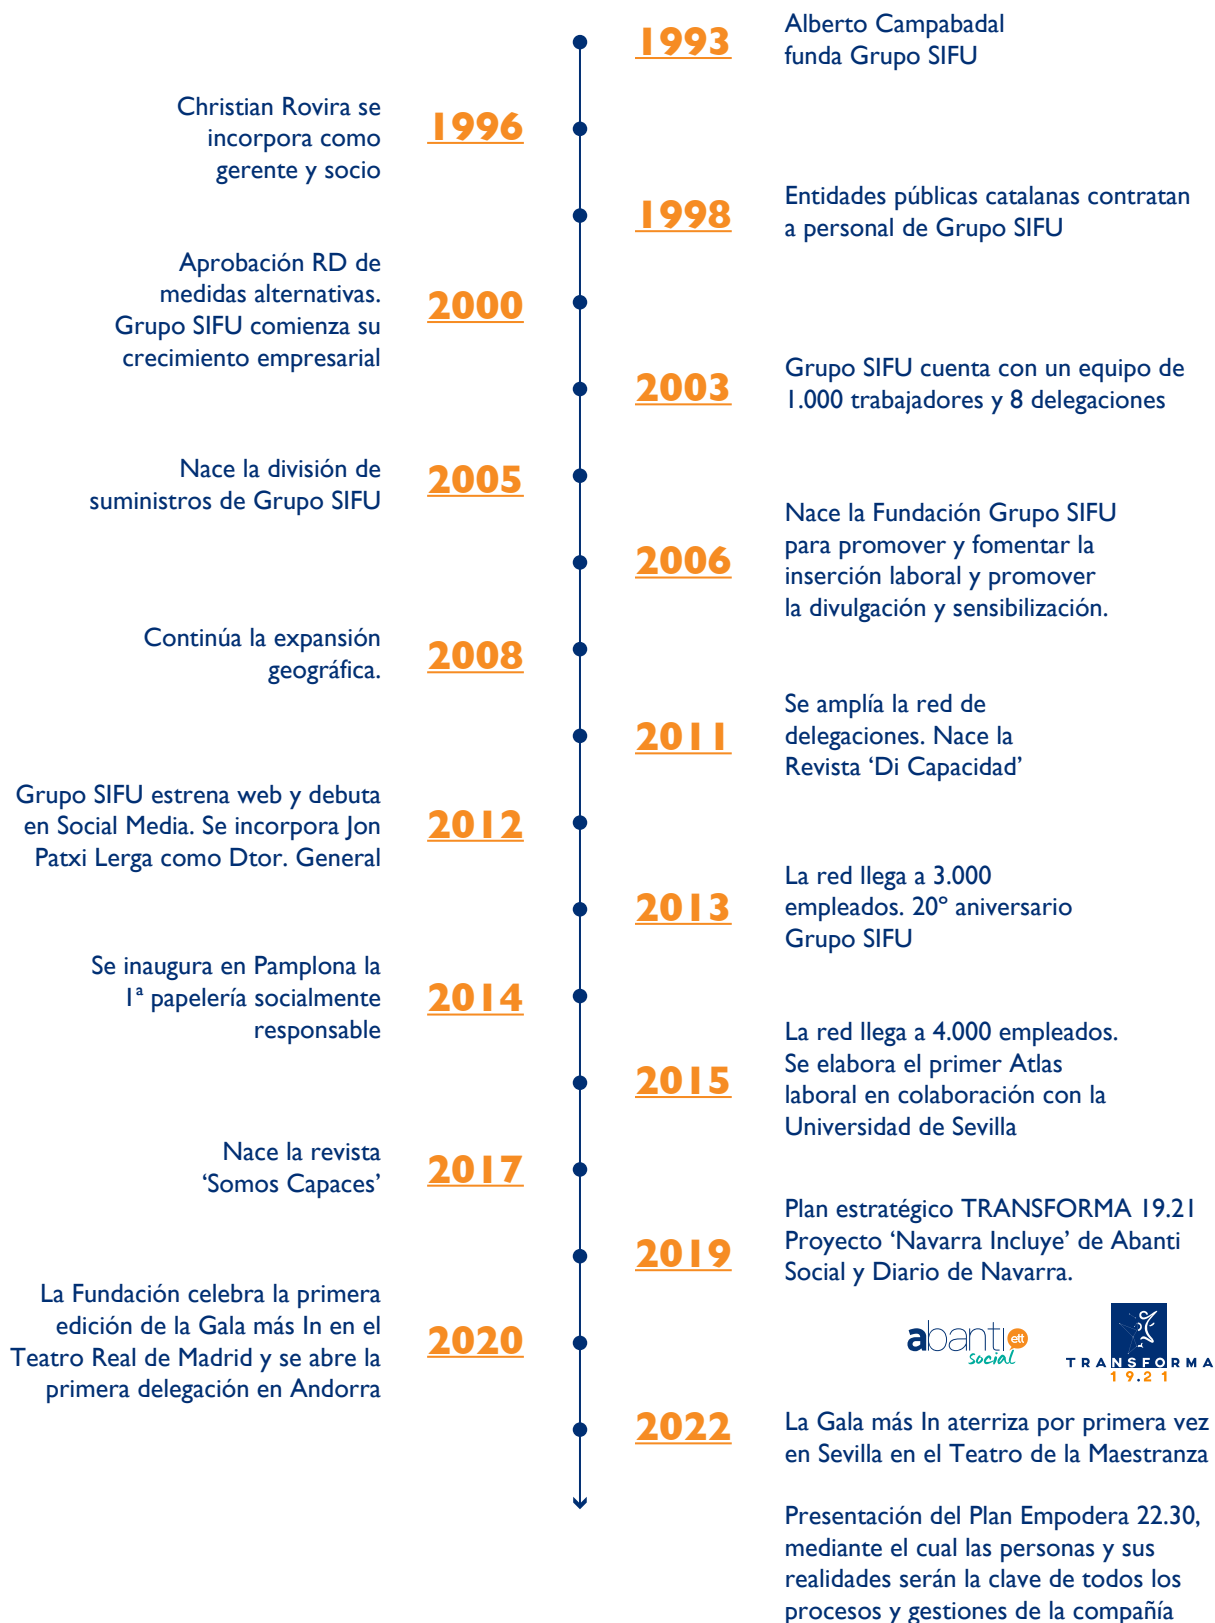 1993
Alberto Campabadal
funda Grupo SIFU
1996
Christian Rovira se
incorpora como
gerente y socio
1998
Entidades públicas catalanas contratan
a personal de Grupo SIFU
2000
Aprobación RD de
medidas alternativas.
Grupo SIFU comienza su
crecimiento empresarial
2003
Grupo SIFU cuenta con un equipo de
1.000 trabajadores y 8 delegaciones
2005
Nace la división de
suministros de Grupo SIFU
2006
Nace la Fundación Grupo SIFU
para promover y fomentar la
inserción laboral y promover
la divulgación y sensibilización.
2008
Continúa la expansión
geográfica.
2011
Se amplía la red de
delegaciones. Nace la
Revista ‘Di Capacidad’
2012
Grupo SIFU estrena web y debuta
en Social Media. Se incorpora Jon
Patxi Lerga como Dtor. General
2013
La red llega a 3.000
empleados. 20º aniversario
Grupo SIFU
2014
Se inaugura en Pamplona la
1ª papelería socialmente
responsable
2015
La red llega a 4.000 empleados.
Se elabora el primer Atlas
laboral en colaboración con la
Universidad de Sevilla
2017
Nace la revista
‘Somos Capaces’
2019
Plan estratégico TRANSFORMA 19.21
Proyecto ‘Navarra Incluye’ de Abanti
Social y Diario de Navarra.
abanti ett
social
TRANSFORMA
19.21
2020
La Fundación celebra la primera
edición de la Gala más In en el
Teatro Real de Madrid y se abre la
primera delegación en Andorra
2022
La Gala más In aterriza por primera vez
en Sevilla en el Teatro de la Maestranza
Presentación del Plan Empodera 22.30,
mediante el cual las personas y sus
realidades serán la clave de todos los
procesos y gestiones de la compañía